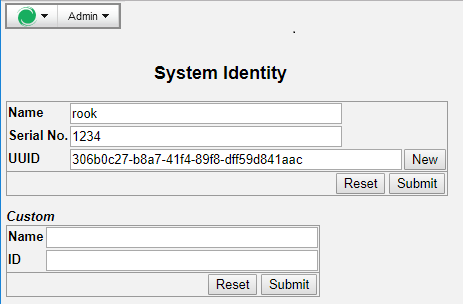 Admin
System Identity
Name rook
Serial No. 1234
UUID 306b0c27-b8a7-41f4-89f8-dff59d841aac New
Reset Submit
Custom
Name
ID
Reset Submit